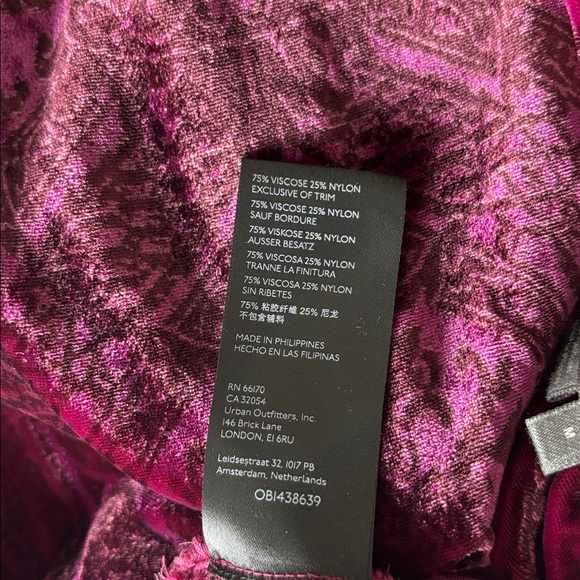 75% VISCOSE 25% NYLON
EXCLUSIVE OF TRIM
75% VISCOSE 25% NYLON
SAUF BORDURE
75% VISKOSE 25% NYLON
AUSSER BESATZ
75% VISCOSA 25% NYLON
TRANNE LA FINITURA
75% VISCOSA 25% NYLON
SIN RIBETES
75% 粘胶纤维 25% 尼龙
不包含辅料
MADE IN PHILIPPINES
HECHO EN LAS FILIPINAS
RN 66170
CA 32054
Urban Outfitters, Inc.
146 Brick Lane
LONDON, E1 6RU
Leidsestraat 32, 1017 PB
Amsterdam, Netherlands
OB1438639
M